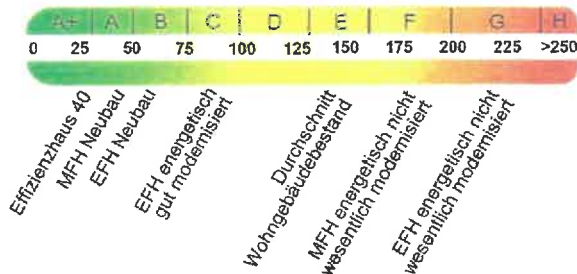 A+ A B C D E F G H
0 25 50 75 100 125 150 175 200 225 >250
Effizienzhaus 40
MFH Neubau
EFH Neubau
EFH energetisch
gut modernisiert
Durchschnitt
Wohngebäudebestand
MFH energetisch nicht
wesentlich modernisiert
EFH energetisch nicht
wesentlich modernisiert